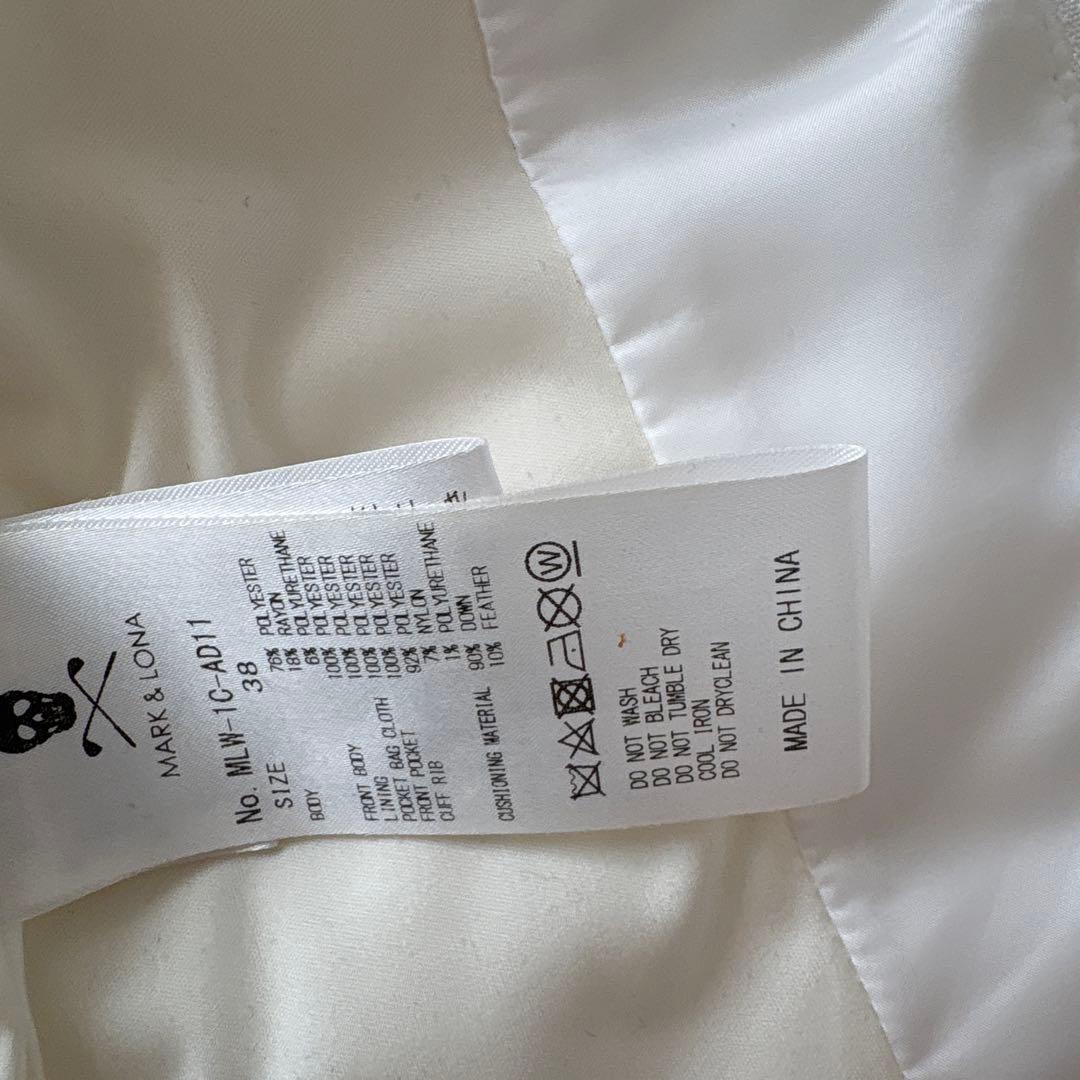 MARK & LONA
No. MLW-1C-AD11
SIZE 38
BODY 76% POLYESTER
18% RAYON
6% POLYURETHANE
FRONT BODY 100% POLYESTER
LINING 100% POLYESTER
POCKET BAG CLOTH 100% POLYESTER
FRONT POCKET 100% POLYESTER
CUFF RIB 92% POLYESTER
7% NYLON
1% POLYURETHANE
CUSHIONING MATERIAL 90% DOWN
10% FEATHER
W
DO NOT WASH
DO NOT BLEACH
DO NOT TUMBLE DRY
COOL IRON
DO NOT DRYCLEAN
MADE IN CHINA